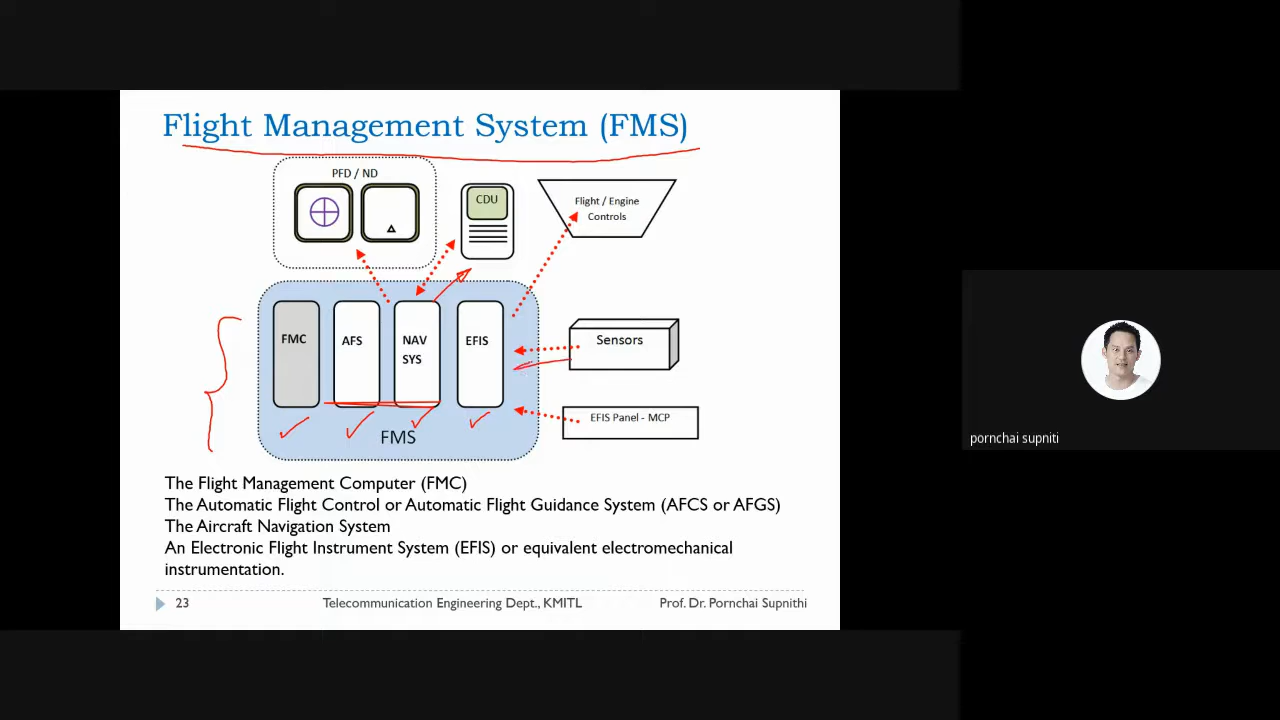 Flight Management System (FMS)
PFD / ND
CDU
Flight / Engine
Controls
FMC
AFS
NAV
SYS
EFIS
Sensors
EFIS Panel - MCP
FMS
The Flight Management Computer (FMC)
The Automatic Flight Control or Automatic Flight Guidance System (AFCS or AFGS)
The Aircraft Navigation System
An Electronic Flight Instrument System (EFIS) or equivalent electromechanical
instrumentation.
23
Telecommunication Engineering Dept., KMITL
Prof. Dr. Pornchai Supnithi
pornchai supniti